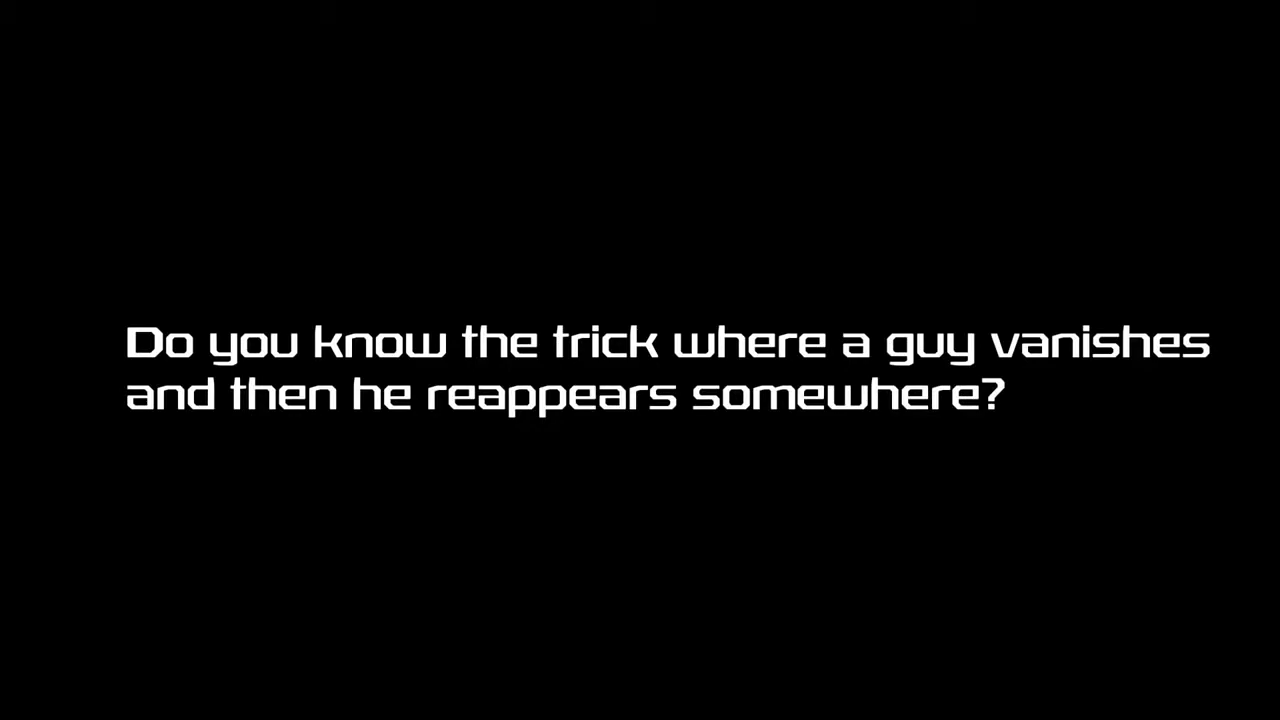 Do you know the trick where a guy vanishes
and then he reappears somewhere?